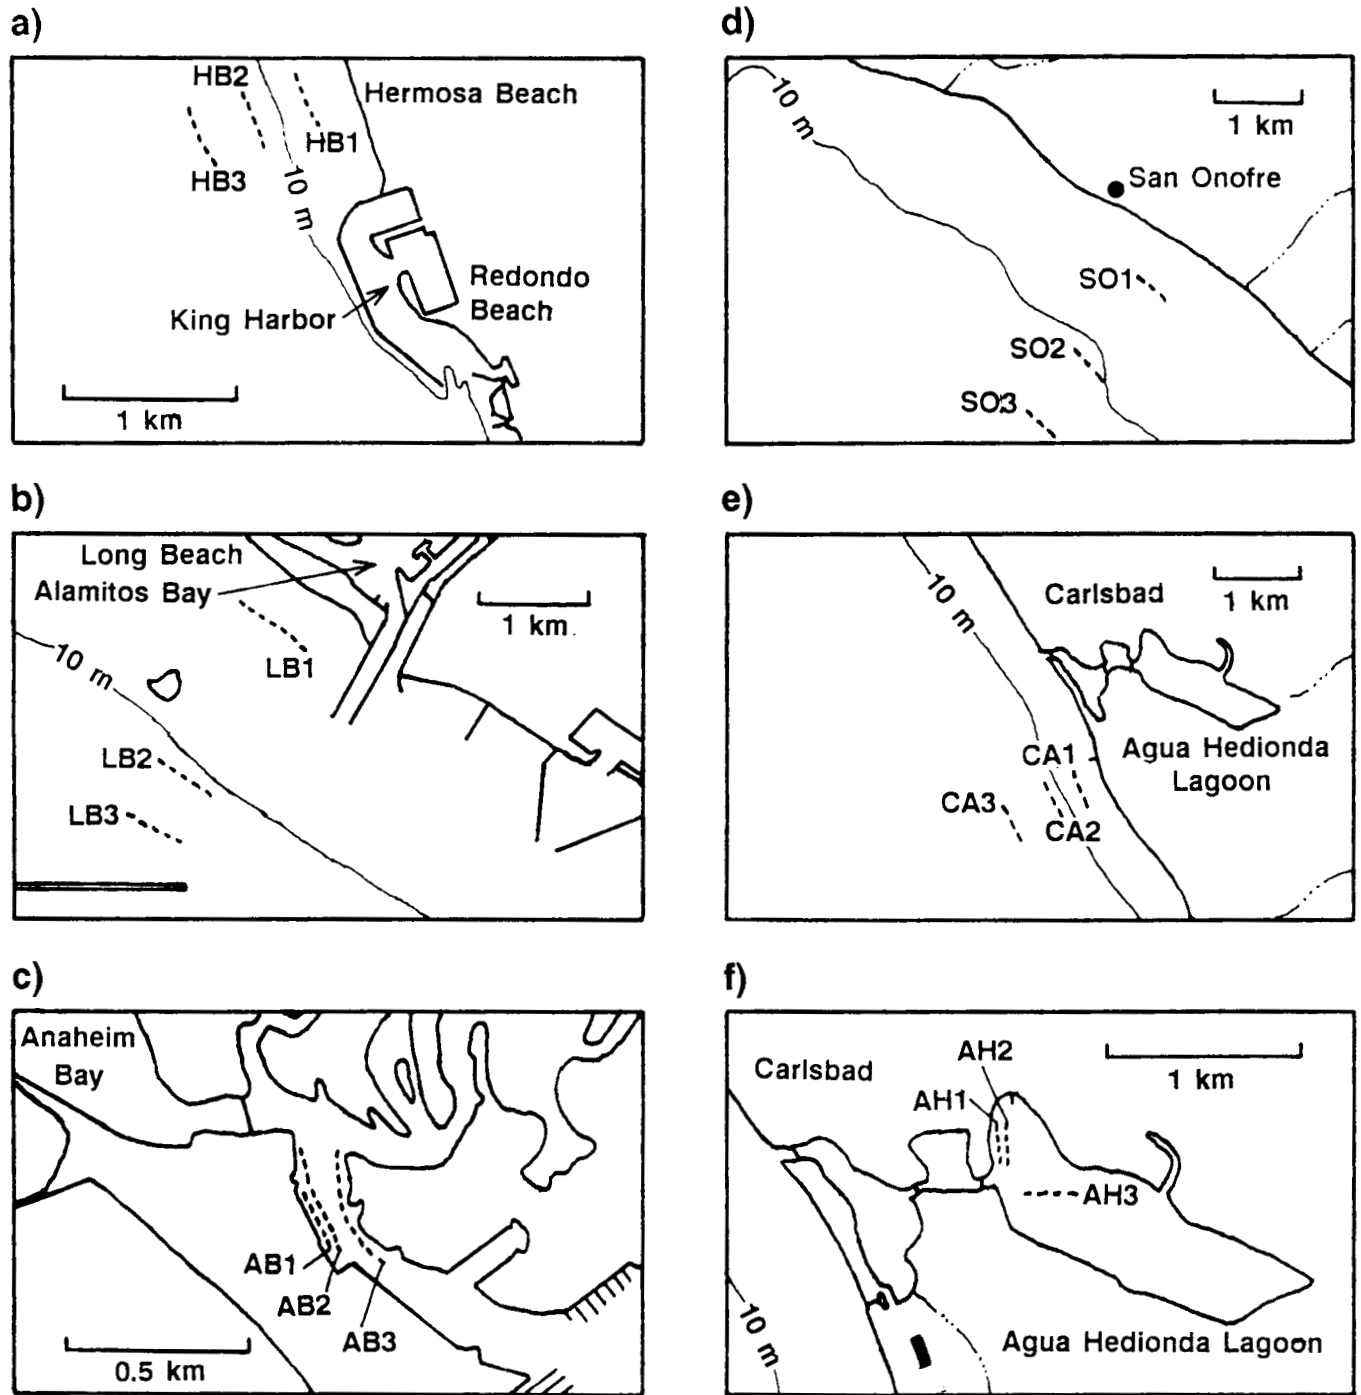 a)
HB2
Hermosa Beach
HB1
HB3
10 m
King Harbor
Redondo
Beach
1 km
b)
Long Beach
Alamitos Bay
1 km.
LB1
10 m
LB2
LB3
c)
Anaheim
Bay
AB1
AB2
AB3
0.5 km
d)
10 m
1 km
San Onofre
SO1
SO2
SO3
e)
10 m
Carlsbad
1 km
CA1
Agua Hedionda
Lagoon
CA3
CA2
f)
AH2
Carlsbad
AH1
1 km
AH3
10 m
Agua Hedionda Lagoon